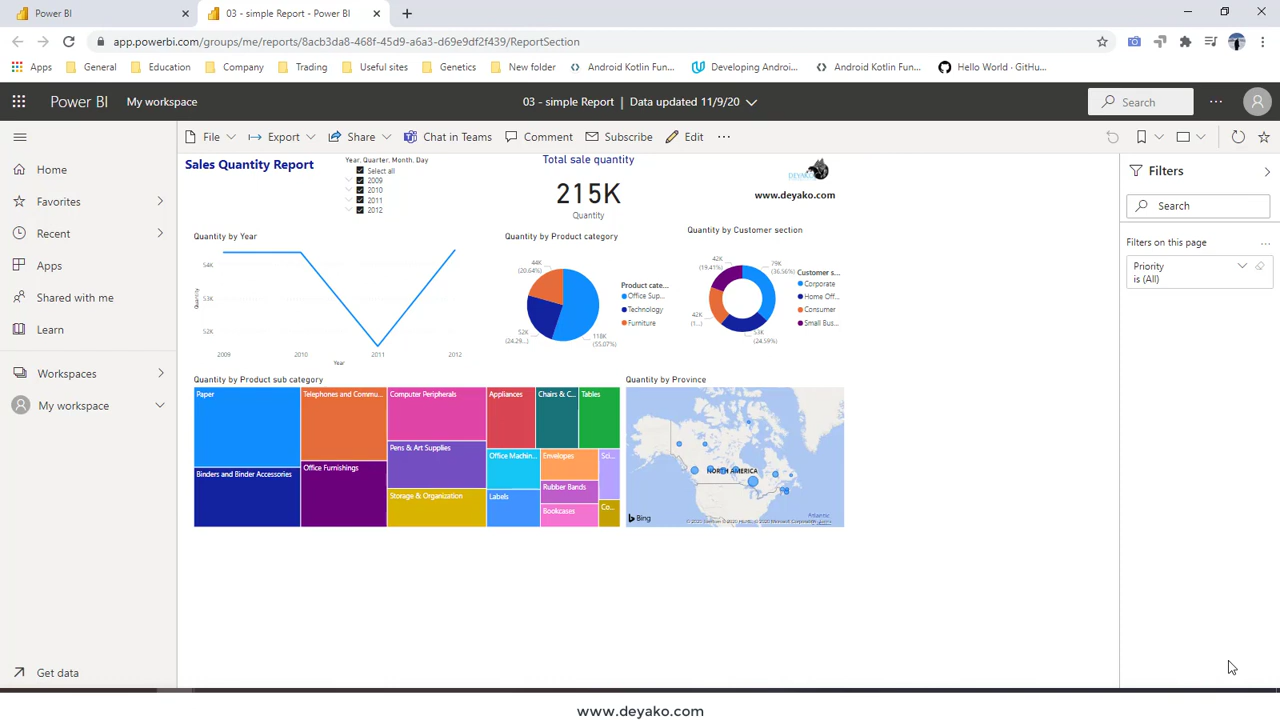 Power BI
03 - simple Report - Power BI
app.powerbi.com/groups/me/reports/8acb3da8-468f-45d9-a6a3-d69e9df2f439/ReportSection
Apps
General
Education
Company
Trading
Useful sites
Genetics
New folder
Android Kotlin Fun...
Developing Androi...
Android Kotlin Fun...
Hello World · GitHu...
Power BI
My workspace
03 - simple Report | Data updated 11/9/20
Search
File
Export
Share
Chat in Teams
Comment
Subscribe
Edit
Home
Favorites
Recent
Apps
Shared with me
Learn
Workspaces
My workspace
Get data
Sales Quantity Report
Year, Quarter, Month, Day
Select all
2009
2010
2011
2012
Total sale quantity
215K
Quantity
DEYAKO
www.deyako.com
Quantity by Year
54K
53K
52K
Quantity
2009
2010
2011
2012
Year
Quantity by Product category
44K
(20.64%)
52K
(24.29...)
118K
(55.07%)
Product cate...
Office Sup...
Technology
Furniture
Quantity by Customer section
42K
(19.41%)
79K
(36.56%)
42K
(1...)
53K
(24.59%)
Customer s...
Corporate
Home Off...
Consumer
Small Bus...
Quantity by Product sub category
Paper
Binders and Binder Accessories
Telephones and Commu...
Office Furnishings
Computer Peripherals
Pens & Art Supplies
Storage & Organization
Appliances
Chairs & C...
Tables
Office Machin...
Labels
Envelopes
Rubber Bands
Bookcases
Sci...
Co...
Quantity by Province
NORTH AMERICA
Atlantic
Bing
Filters
Search
Filters on this page
Priority
is (All)
www.deyako.com